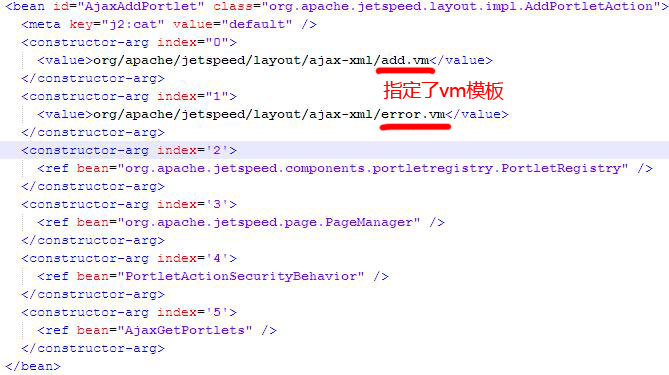 <bean id="AjaxAddPortlet" class="org.apache.jetspeed.layout.impl.AddPortletAction">
<meta key="j2:cat" value="default" />
<constructor-arg index="0">
<value>org/apache/jetspeed/layout/ajax-xml/add.vm</value>
</constructor-arg>
指定了vm模板
<constructor-arg index="1">
<value>org/apache/jetspeed/layout/ajax-xml/error.vm</value>
</constructor-arg>
<constructor-arg index='2'>
<ref bean="org.apache.jetspeed.components.portletregistry.PortletRegistry" />
</constructor-arg>
<constructor-arg index='3'>
<ref bean="org.apache.jetspeed.page.PageManager" />
</constructor-arg>
<constructor-arg index='4'>
<ref bean="PortletActionSecurityBehavior" />
</constructor-arg>
<constructor-arg index='5'>
<ref bean="AjaxGetPortlets" />
</constructor-arg>
</bean>